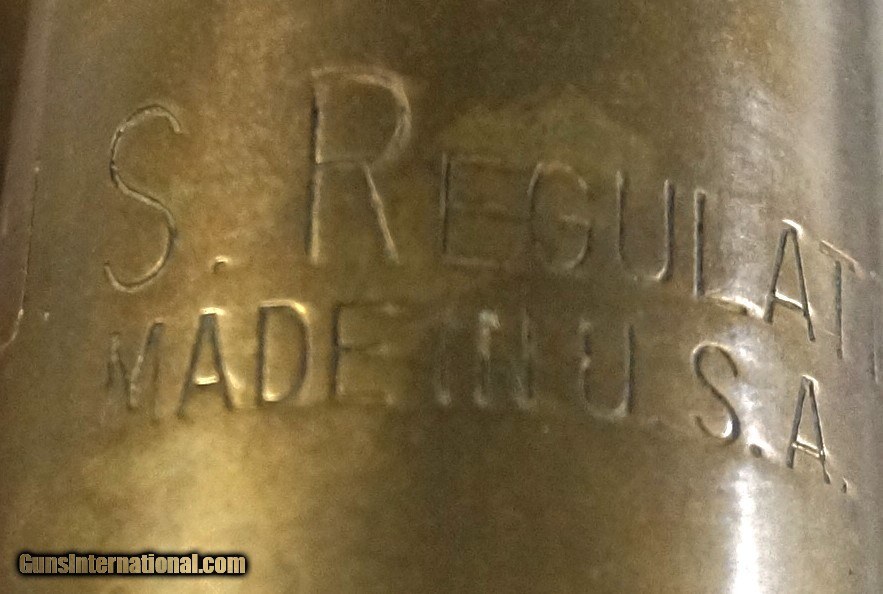 U.S. REGULAT
MADE IN U.S.A.
GunsInternational.com